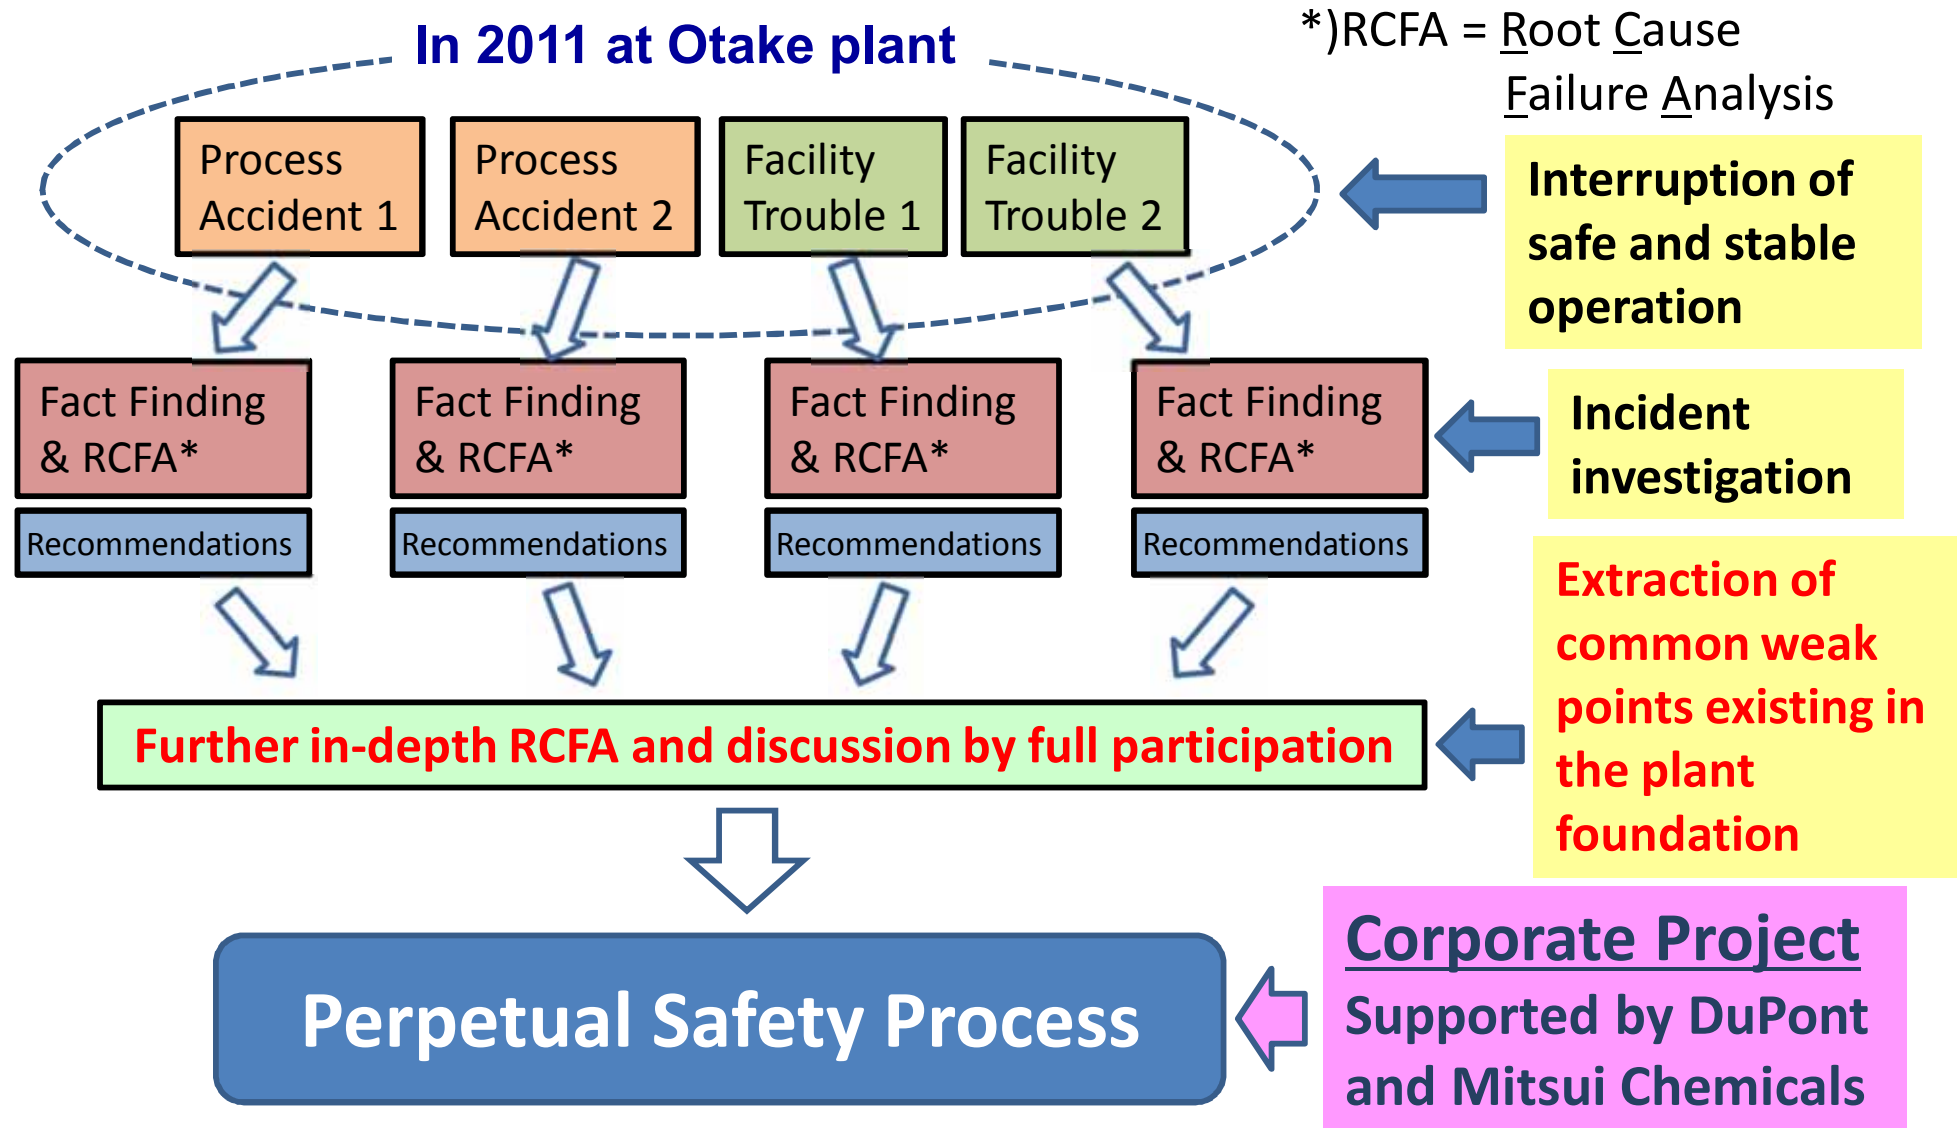 In 2011 at Otake plant
*)RCFA = Root Cause
Failure Analysis
Process
Accident 1
Process
Accident 2
Facility
Trouble 1
Facility
Trouble 2
Interruption of
safe and stable
operation
Fact Finding
& RCFA*
Fact Finding
& RCFA*
Fact Finding
& RCFA*
Fact Finding
& RCFA*
Incident
investigation
Recommendations
Recommendations
Recommendations
Recommendations
Extraction of
common weak
points existing in
the plant
foundation
Further in-depth RCFA and discussion by full participation
Perpetual Safety Process
Corporate Project
Supported by DuPont
and Mitsui Chemicals